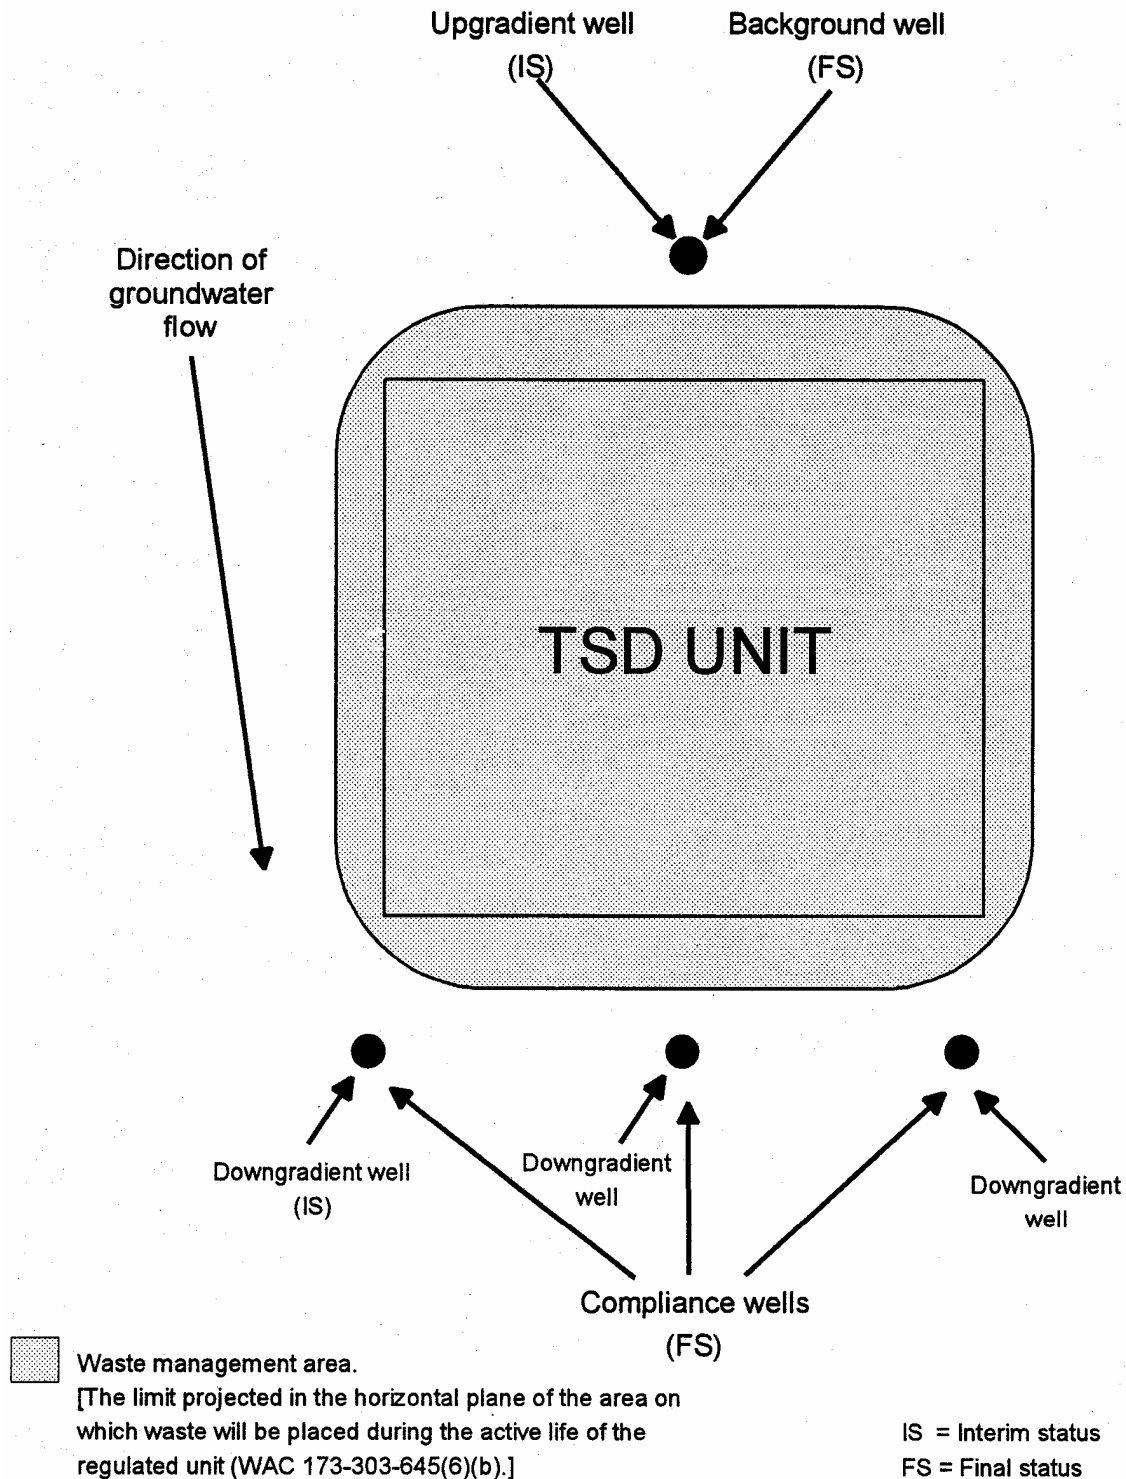 Upgradient well
(IS)
Background well
(FS)
Direction of
groundwater
flow
TSD UNIT
Downgradient well
(IS)
Downgradient
well
Downgradient
well
Compliance wells
(FS)
Waste management area.
[The limit projected in the horizontal plane of the area on
which waste will be placed during the active life of the
regulated unit (WAC 173-303-645(6)(b).]
IS = Interim status
FS = Final status